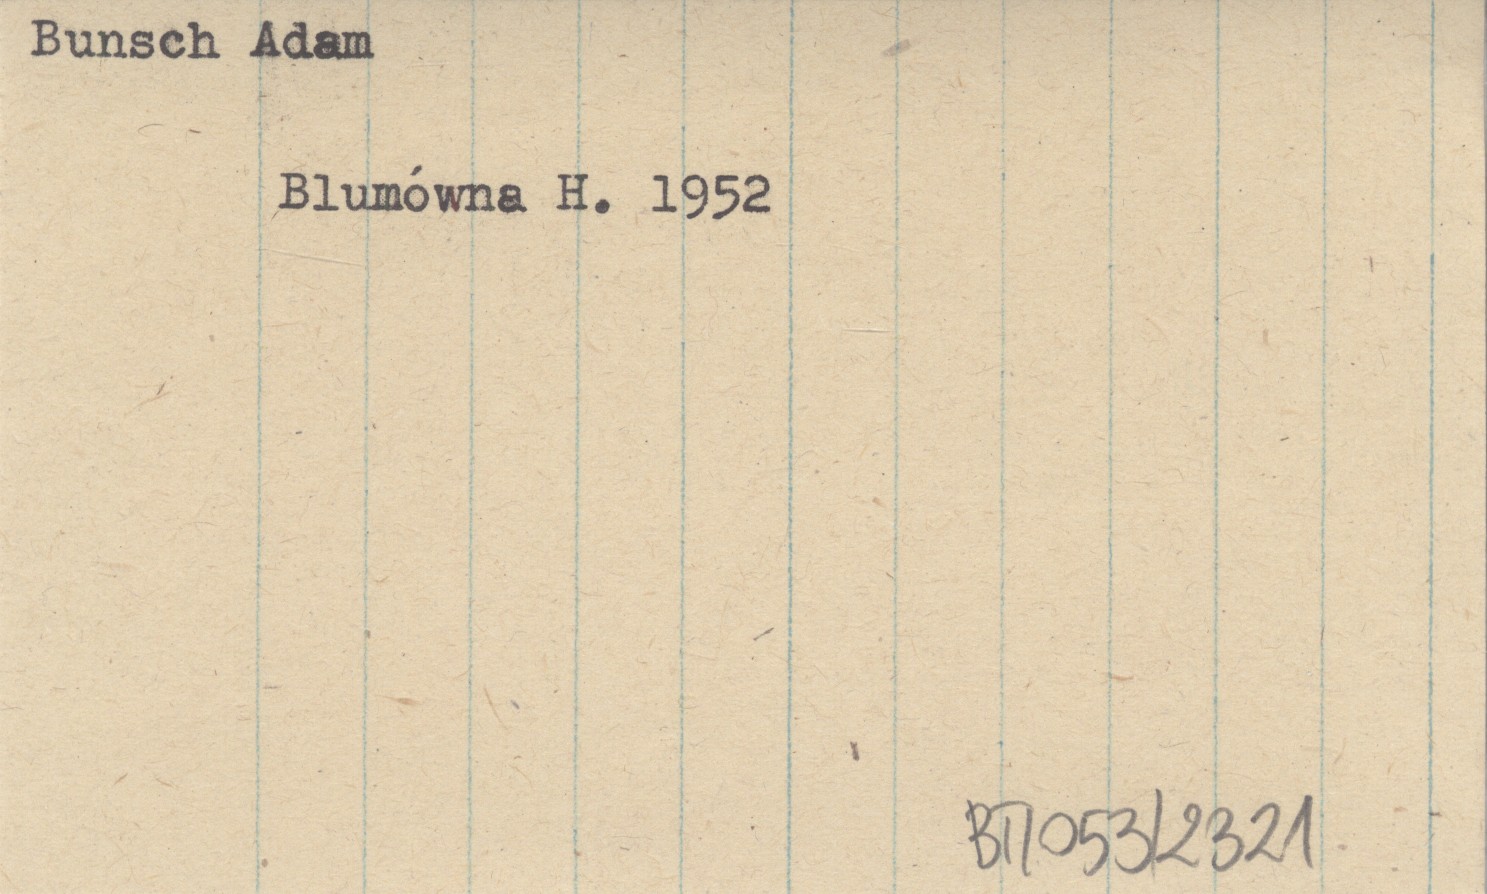 Bunsch Adam
Blumówna H. 1952
BT/053/2321